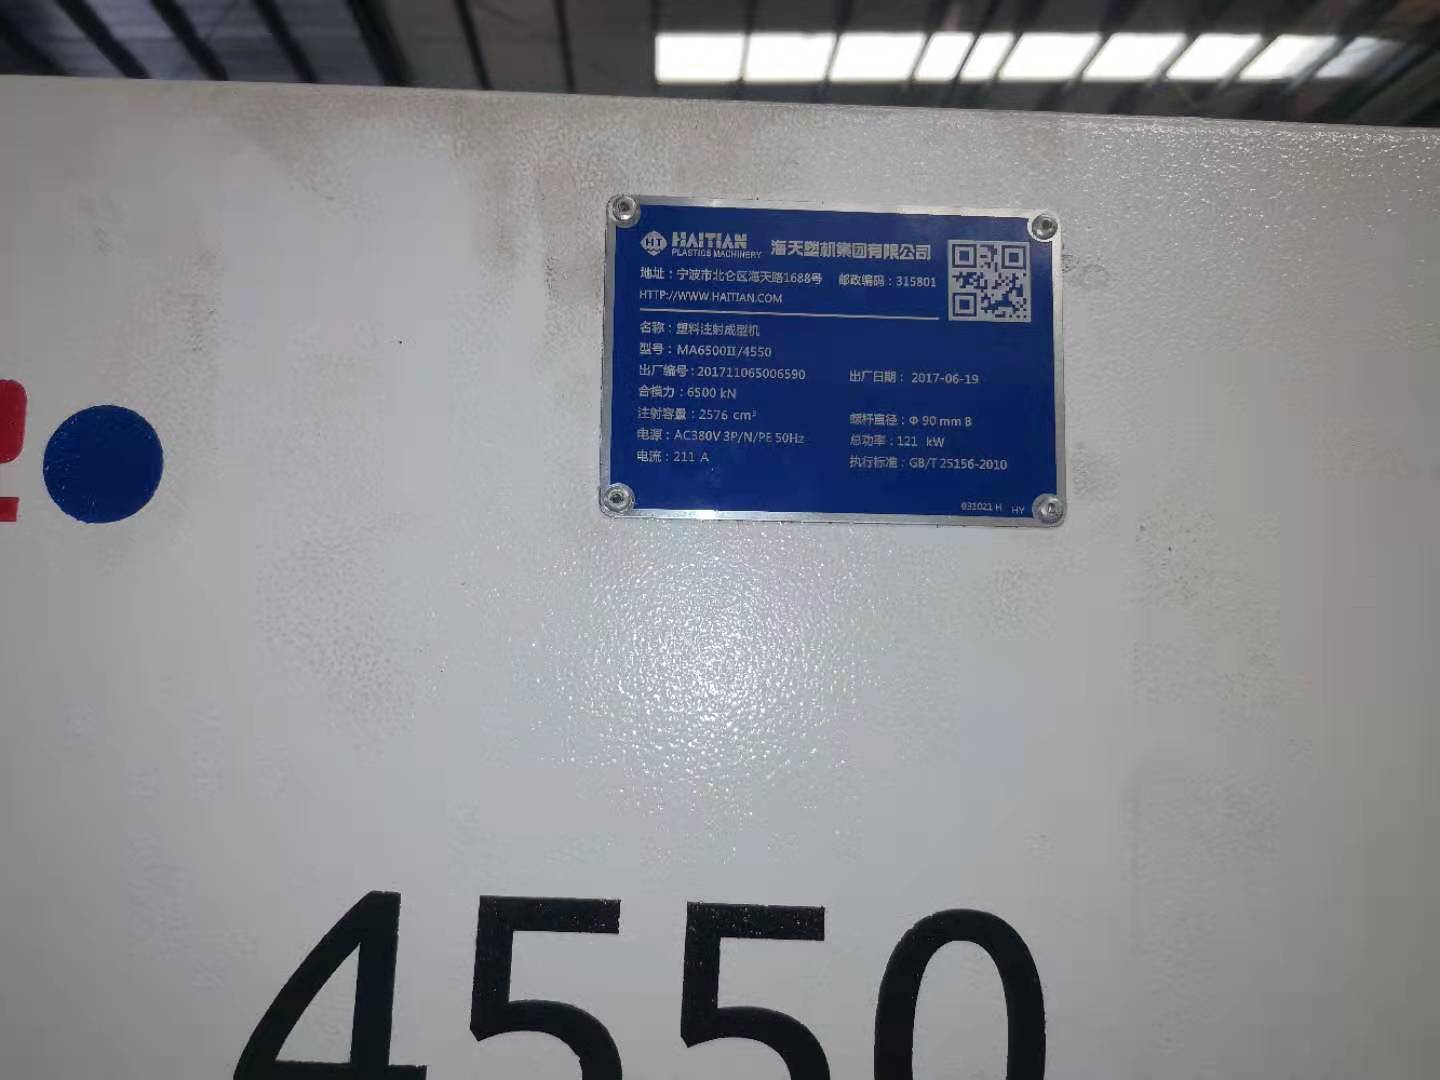 HT HAITIAN PLASTICS MACHINERY 海天塑机集团有限公司
地址：宁波市北仑区海天路1688号 邮政编码：315801
HTTP://WWW.HAITIAN.COM
名称：塑料注射成型机
型号：MA6500II/4550
出厂编号：201711065006590 出厂日期：2017-06-19
合模力：6500 kN
注射容量：2576 cm³ 螺杆直径：Φ 90 mm B
电源：AC380V 3P/N/PE 50Hz 总功率：121 kW
电流：211 A 执行标准：GB/T 25156-2010
031021 H HY
4550